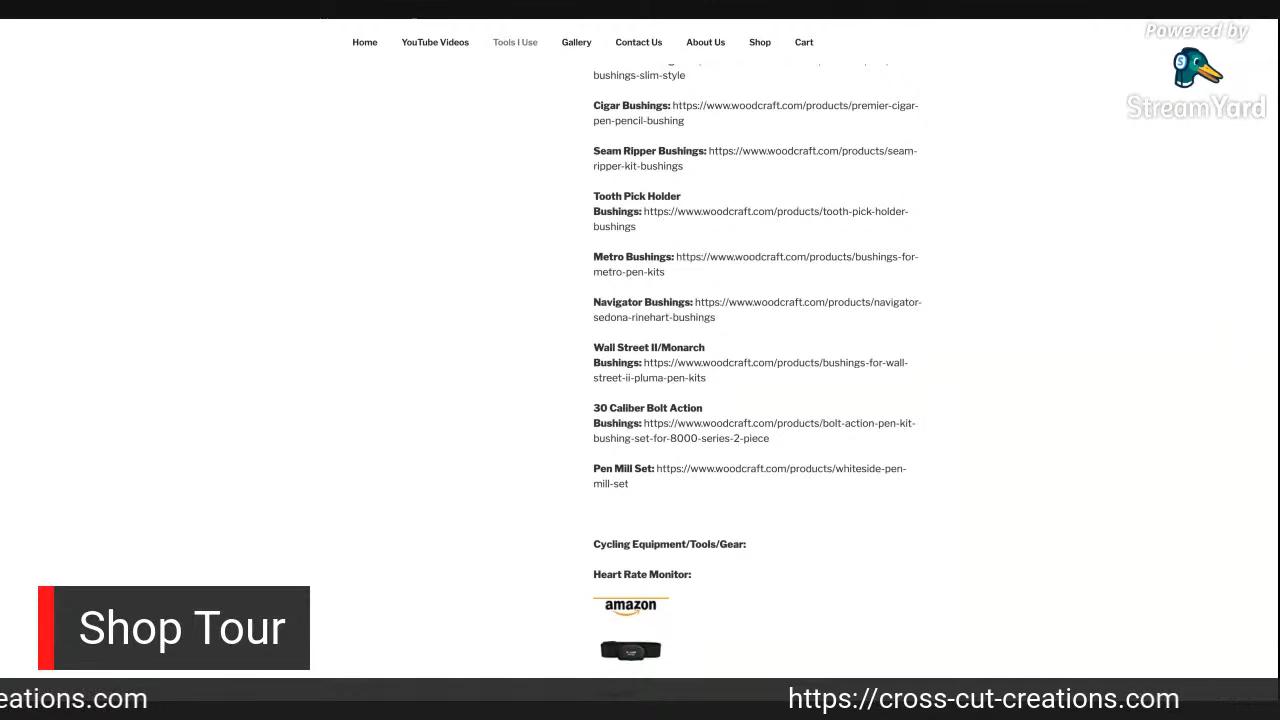 Powered by
StreamYard
Home YouTube Videos Tools I Use Gallery Contact Us About Us Shop Cart
bushings-slim-style
Cigar Bushings: https://www.woodcraft.com/products/premier-cigar-
pen-pencil-bushing
Seam Ripper Bushings: https://www.woodcraft.com/products/seam-
ripper-kit-bushings
Tooth Pick Holder
Bushings: https://www.woodcraft.com/products/tooth-pick-holder-
bushings
Metro Bushings: https://www.woodcraft.com/products/bushings-for-
metro-pen-kits
Navigator Bushings: https://www.woodcraft.com/products/navigator-
sedona-rinehart-bushings
Wall Street II/Monarch
Bushings: https://www.woodcraft.com/products/bushings-for-wall-
street-ii-pluma-pen-kits
30 Caliber Bolt Action
Bushings: https://www.woodcraft.com/products/bolt-action-pen-kit-
bushing-set-for-8000-series-2-piece
Pen Mill Set: https://www.woodcraft.com/products/whiteside-pen-
mill-set
Cycling Equipment/Tools/Gear:
Heart Rate Monitor:
amazon
Shop Tour
eations.com https://cross-cut-creations.com